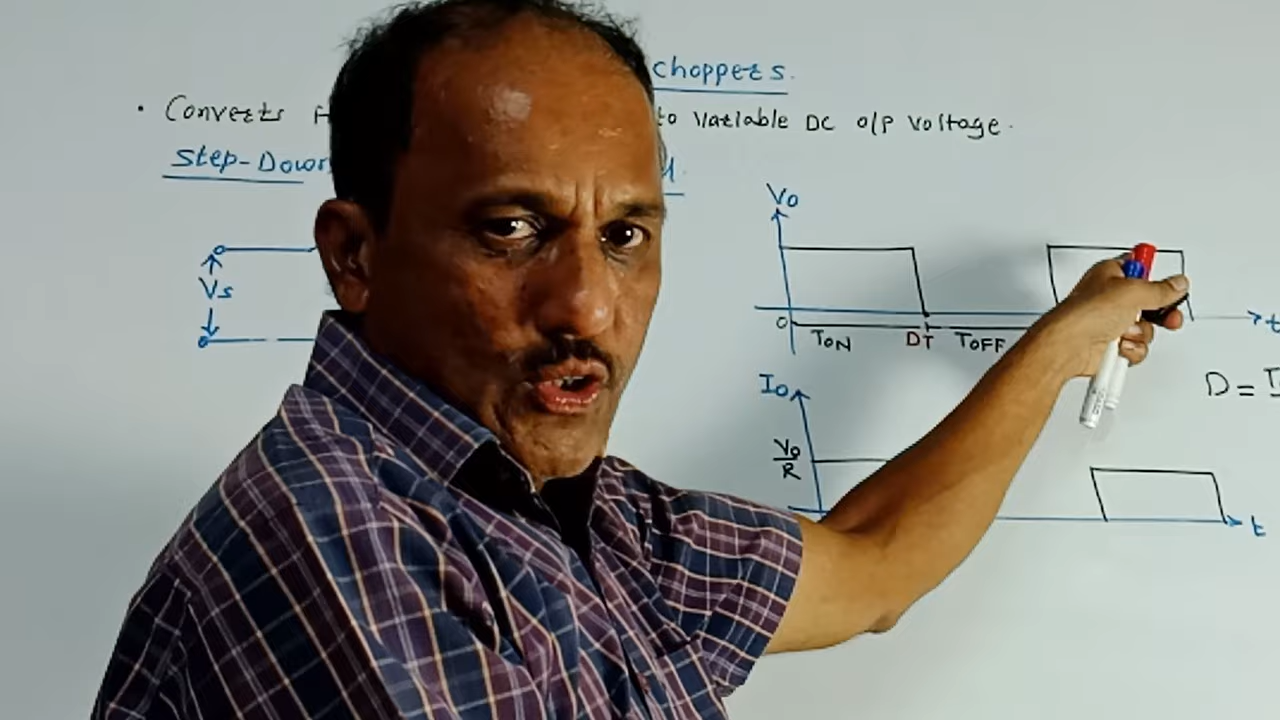 choppers.
• Converts to Variable DC o/p voltage.
Step-Down
Vo
Vs
0 TON DT TOFF t
Io
D =
Vo/R
t